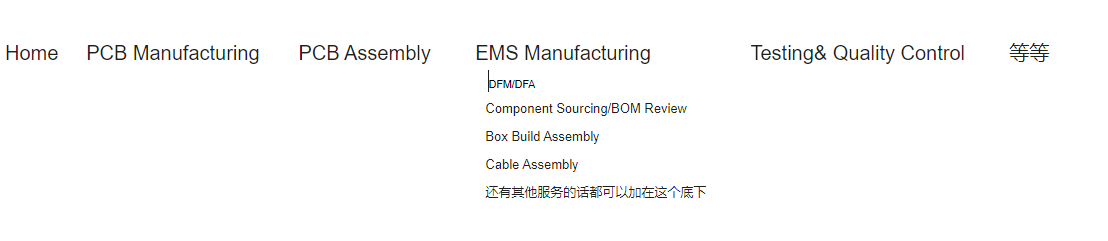 Home PCB Manufacturing PCB Assembly EMS Manufacturing Testing& Quality Control 等等
DFM/DFA
Component Sourcing/BOM Review
Box Build Assembly
Cable Assembly
还有其他服务的话都可以加在这个底下